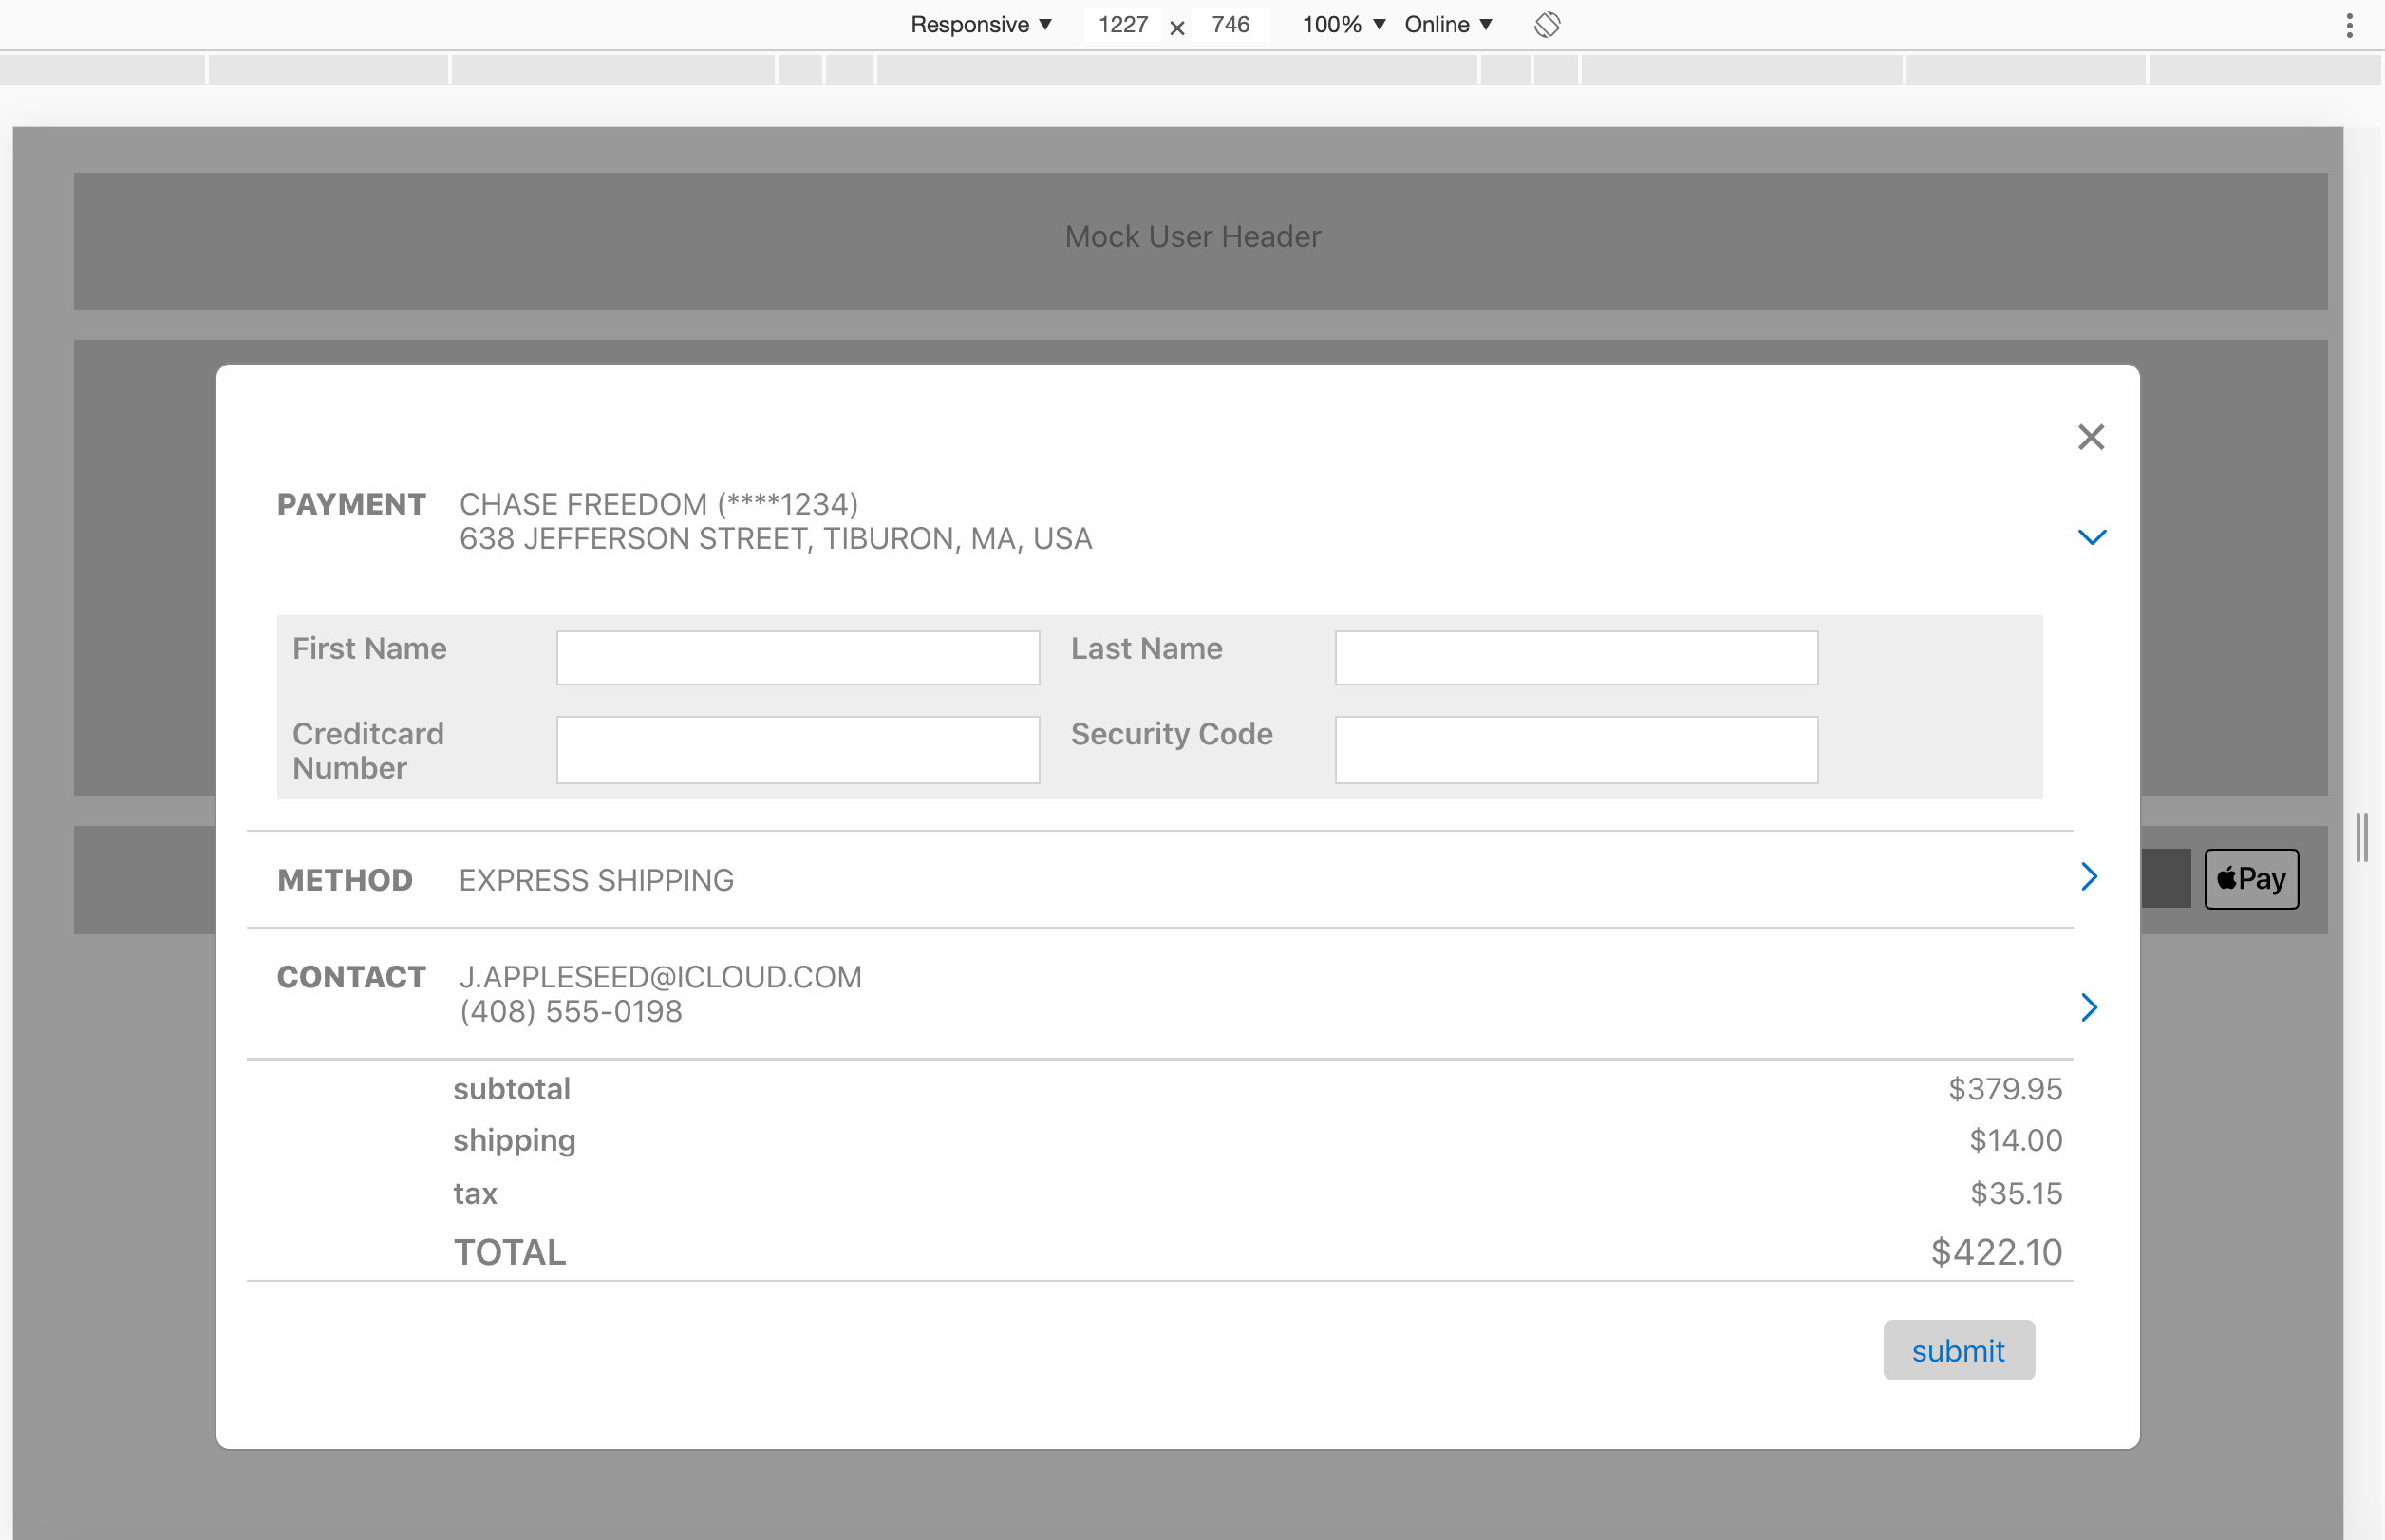 Responsive ▼ 1227 × 746 100% ▼ Online ▼
Mock User Header
PAYMENT CHASE FREEDOM (****1234)
638 JEFFERSON STREET, TIBURON, MA, USA
First Name Last Name
Creditcard Security Code
Number
METHOD EXPRESS SHIPPING
Pay
CONTACT J.APPLESEED@ICLOUD.COM
(408) 555-0198
subtotal $379.95
shipping $14.00
tax $35.15
TOTAL $422.10
submit